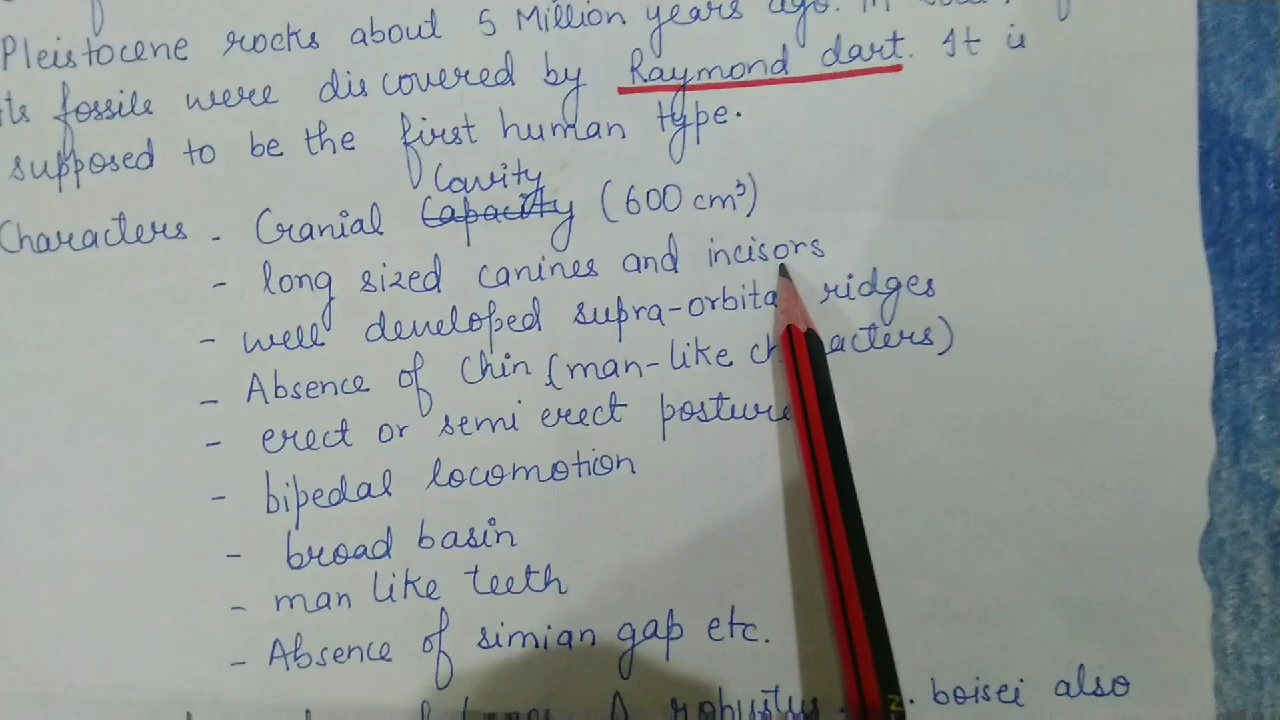 Pleistocene rocks about 5 Million years ago. In
its fossils were discovered by Raymond dart. It is
supposed to be the first human type.
Cavity
Characters - Cranial Capacity (600 cm³)
- long sized canines and incisors
- well developed supra-orbital ridges
- Absence of Chin (man-like characters)
- erect or semi erect posture
- bipedal locomotion
- broad basin
- man like teeth
- Absence of simian gap etc.
A. robustus boisei also